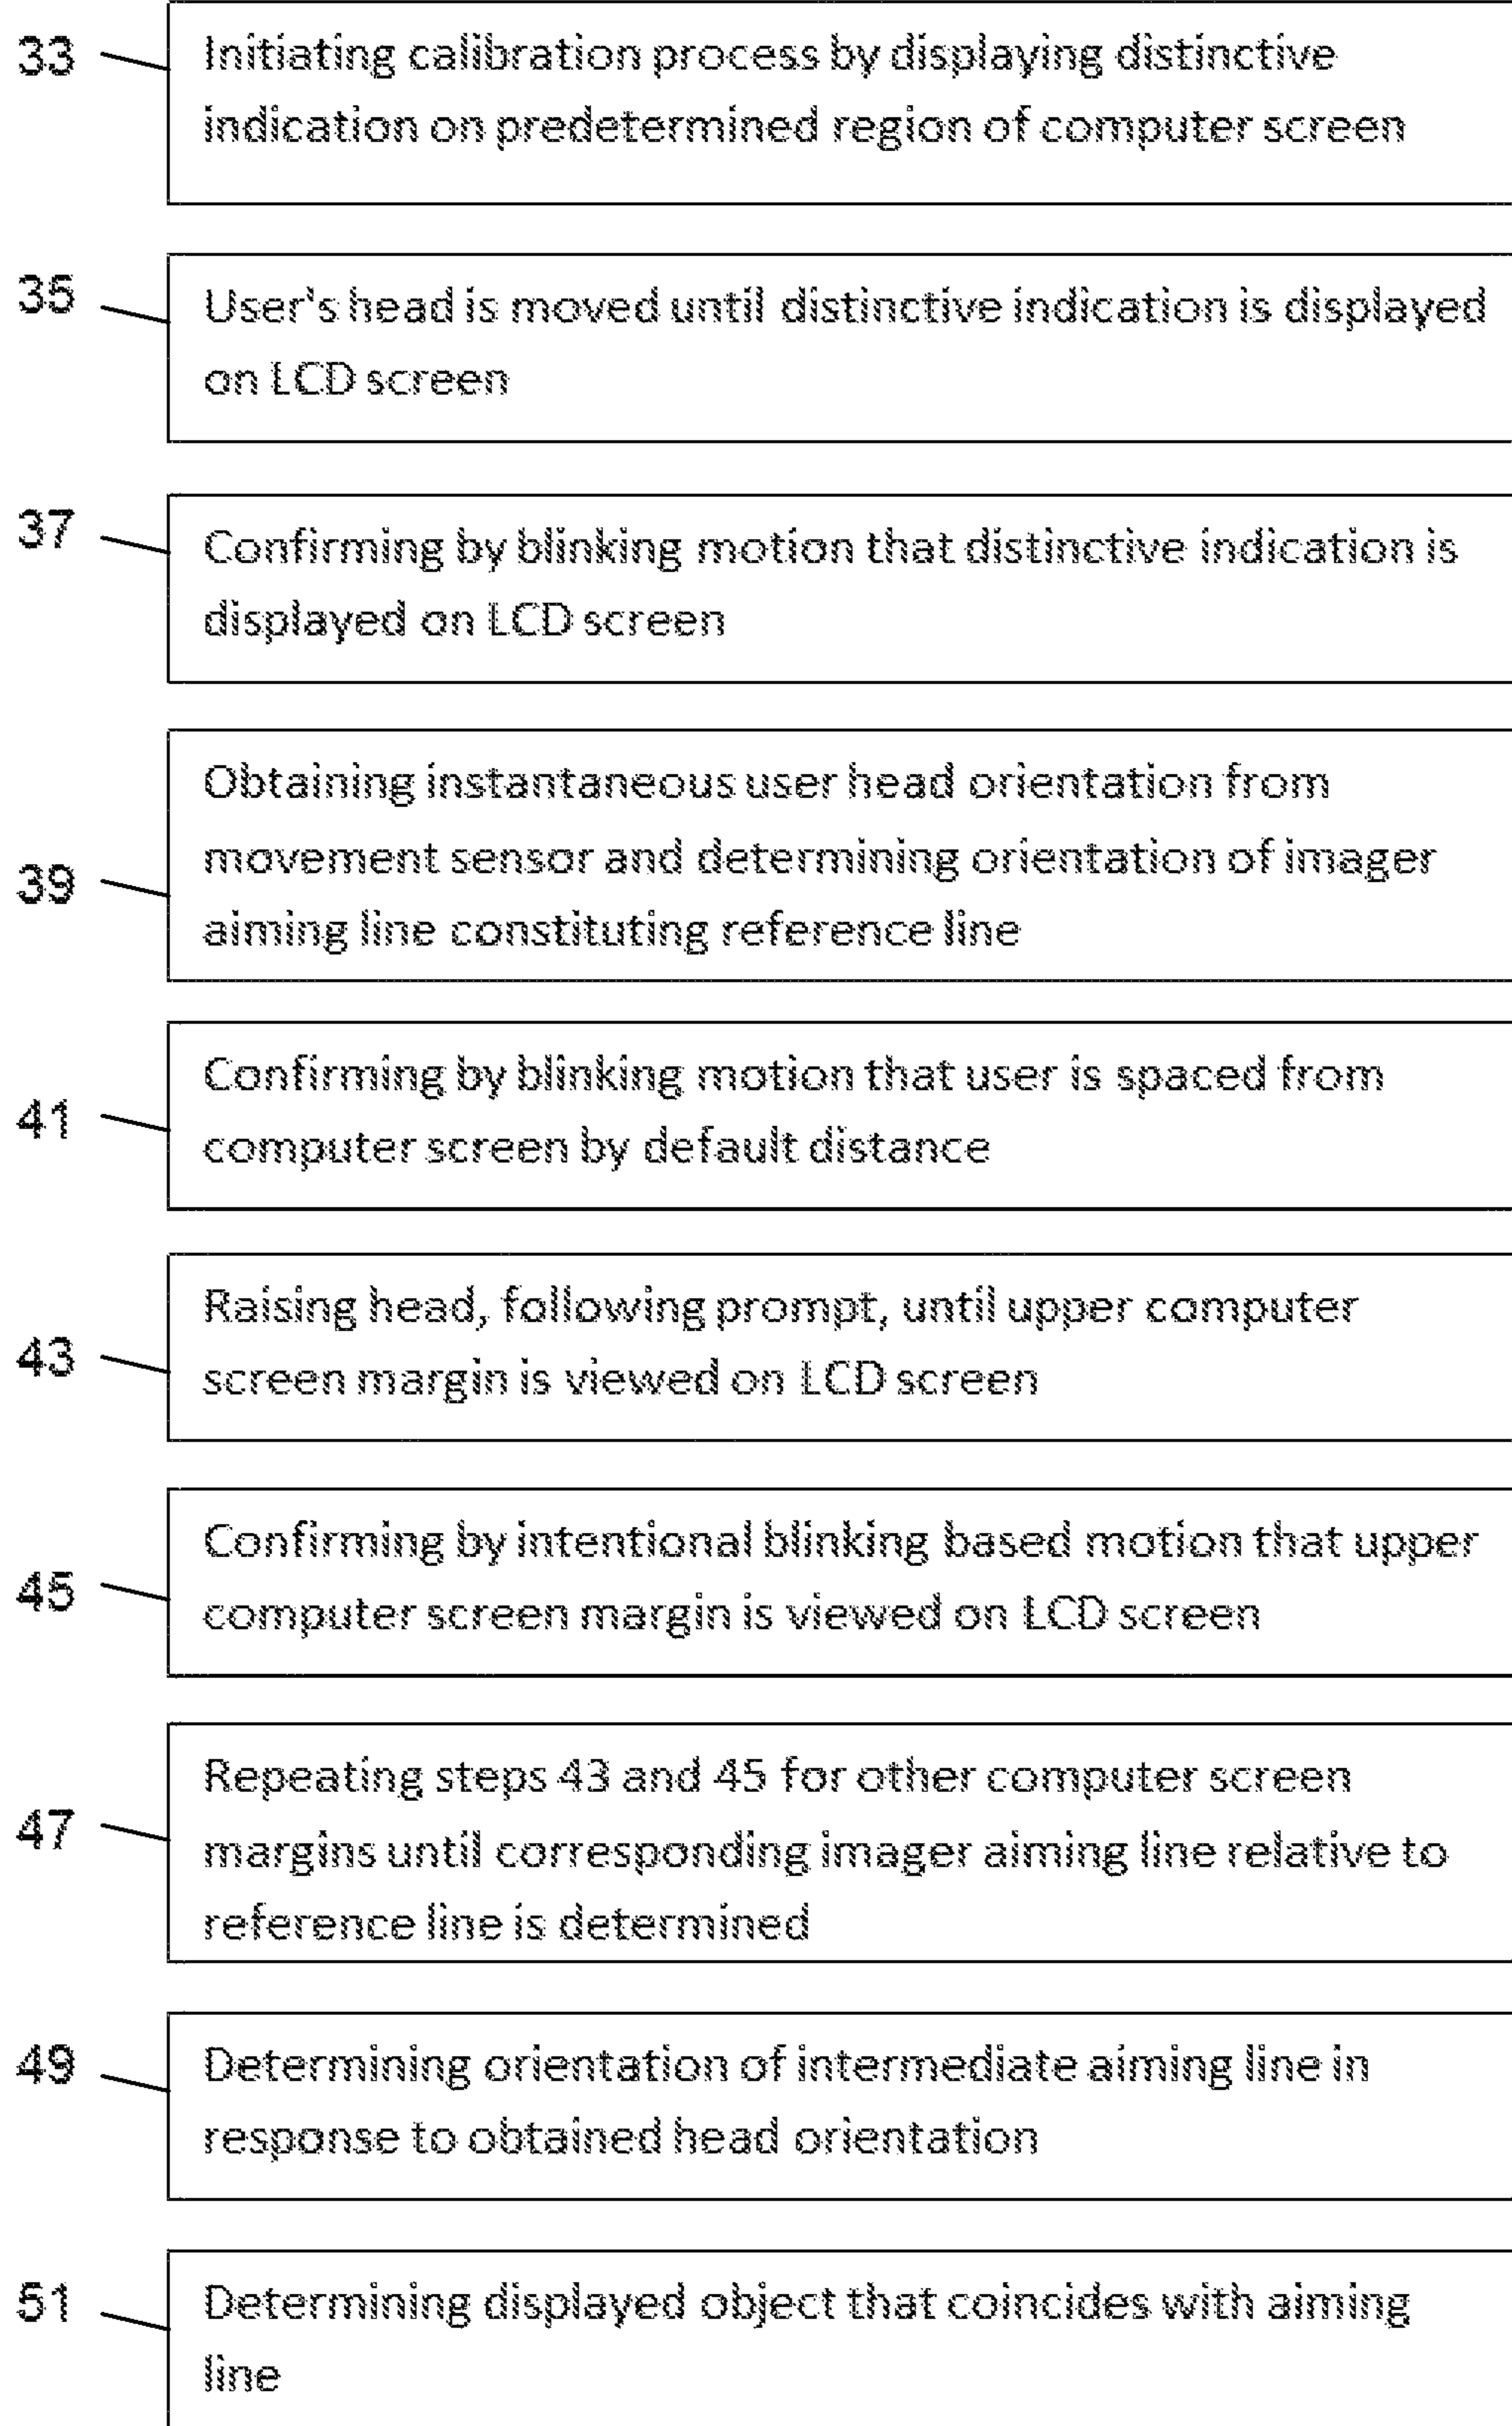 33
Initiating calibration process by displaying distinctive
indication on predetermined region of computer screen
35
User's head is moved until distinctive indication is displayed
on LCD screen
37
Confirming by blinking motion that distinctive indication is
displayed on LCD screen
Obtaining instantaneous user head orientation from
movement sensor and determining orientation of imager
39
aiming line constituting reference line
Confirming by blinking motion that user is spaced from
41
computer screen by default distance
Raising head, following prompt, until upper computer
43
screen margin is viewed on LCD screen
Confirming by intentional blinking based motion that upper
45
computer screen margin is viewed on LCD screen
Repeating steps 43 and 45 for other computer screen
47
margins until corresponding imager aiming line relative to
reference line is determined
49
Determining orientation of intermediate aiming line in
response to obtained head orientation
51
Determining displayed object that coincides with aiming
line